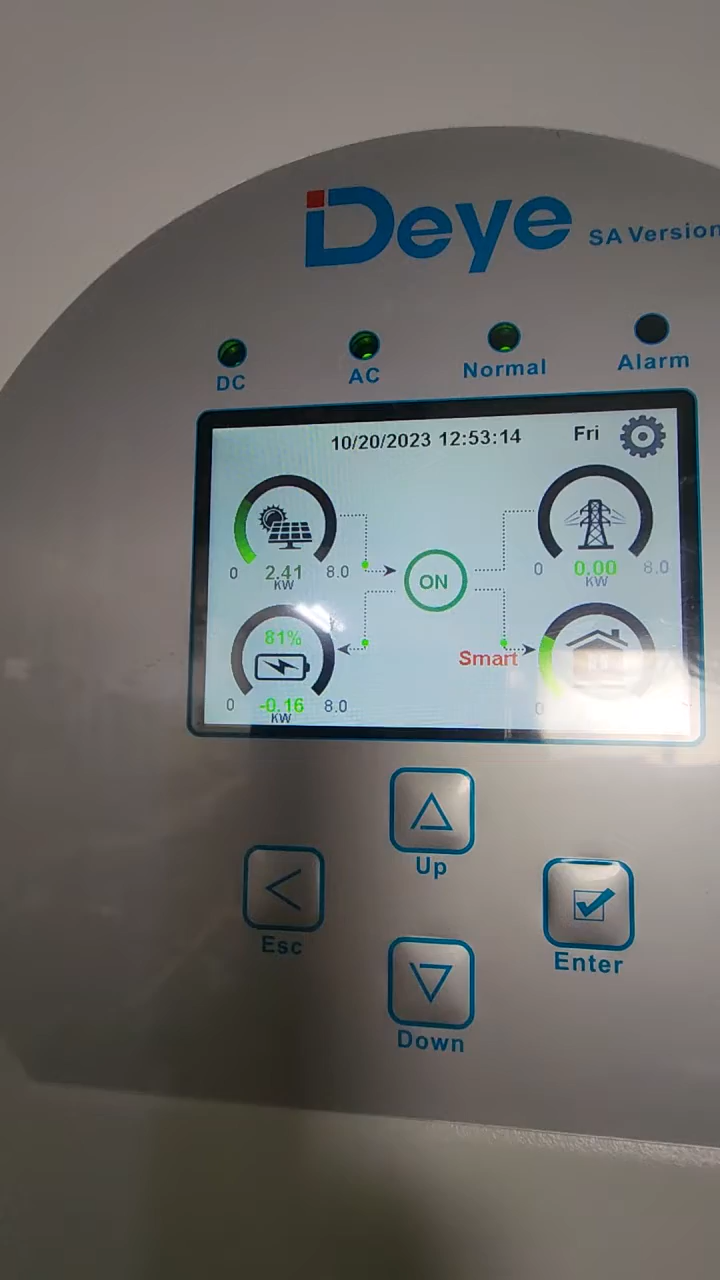 Deye SA Version
DC AC Normal Alarm
10/20/2023 12:53:14 Fri
0 2.41 8.0
KW
ON
0 0.00 8.0
KW
81%
0 -0.16 8.0
KW
Smart
0
Up
Esc
Enter
Down